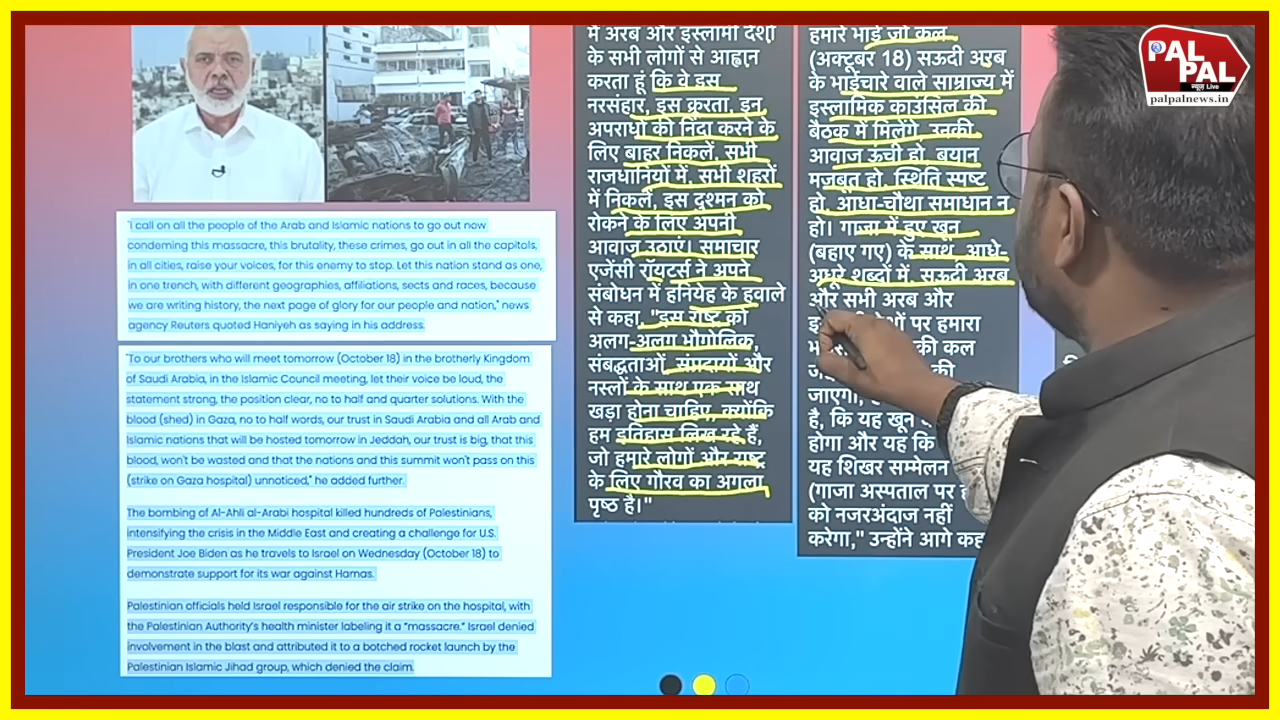 "I call on all the people of the Arab and Islamic nations to go out now
condeming this massacre, this brutality, these crimes, go out in all the capitals,
in all cities, raise your voices, for this enemy to stop. Let this nation stand as one,
in one trench, with different geographies, affiliations, sects and races, because
we are writing history, the next page of glory for our people and nation," news
agency Reuters quoted Haniyeh as saying in his address.
"To our brothers who will meet tomorrow (October 18) in the brotherly Kingdom
of Saudi Arabia, in the Islamic Council meeting, let their voice be loud, the
statement strong, the position clear, no to half and quarter solutions. With the
blood (shed) in Gaza, no to half words, our trust in Saudi Arabia and all Arab and
Islamic nations that will be hosted tomorrow in Jeddah, our trust is big, that this
blood, won't be wasted and that the nations and this summit won't pass on this
(strike on Gaza hospital) unnoticed," he added further.
The bombing of Al-Ahli al-Arabi hospital killed hundreds of Palestinians,
intensifying the crisis in the Middle East and creating a challenge for U.S.
President Joe Biden as he travels to Israel on Wednesday (October 18) to
demonstrate support for its war against Hamas.
Palestinian officials held Israel responsible for the air strike on the hospital, with
the Palestinian Authority's health minister labeling it a "massacre." Israel denied
involvement in the blast and attributed it to a botched rocket launch by the
Palestinian Islamic Jihad group, which denied the claim.
में अरब और इस्लामी देशों
के सभी लोगों से आह्वान
करता हूं कि वे इस
नरसंहार, इस क्रूरता, इन
अपराधों की निंदा करने के
लिए बाहर निकलें, सभी
राजधानियों में, सभी शहरों
में निकलें, इस दुश्मन को
रोकने के लिए अपनी
आवाज उठाएं। समाचार
एजेंसी रॉयटर्स ने अपने
संबोधन में हनियेह के हवाले
से कहा, "इस राष्ट्र को
अलग-अलग भौगोलिक,
संबद्धताओं, संप्रदायों और
नस्लों के साथ एक साथ
खड़ा होना चाहिए, क्योंकि
हम इतिहास लिख रहे हैं,
जो हमारे लोगों और राष्ट्र
के लिए गौरव का अगला
पृष्ठ है।"
हमारे भाई जो कल
(अक्टूबर 18) सऊदी अरब
के भाईचारे वाले साम्राज्य में
इस्लामिक काउंसिल की
बैठक में मिलेंगे, उनकी
आवाज ऊंची हो, बयान
मजबूत हो, स्थिति स्पष्ट
हो, आधा-चौथा समाधान न
हो। गाजा में हुए खून
(बहाए गए) के साथ, आधे-
अधूरे शब्दों में, सऊदी अरब
और सभी अरब और
पर हमारा
की कल
की
जाएगी,
है, कि यह खून
होगा और यह कि
यह शिखर सम्मेलन
(गाजा अस्पताल पर
को नजरअंदाज नहीं
करेगा," उन्होंने आगे कहा
PAL
PAL
न्यूज़ Live
palpalnews.in